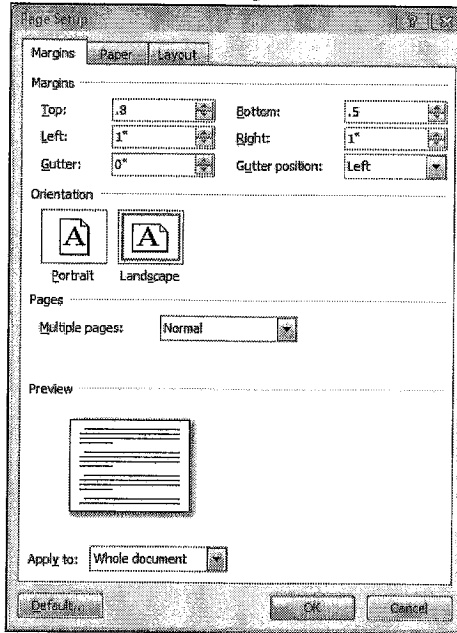 Page Setup
Margins Paper Layout
Margins
Top: .8 Bottom: .5
Left: 1" Right: 1"
Gutter: 0" Gutter position: Left
Orientation
A A
Portrait Landscape
Pages
Multiple pages: Normal
Preview
Apply to: Whole document
Default... OK Cancel